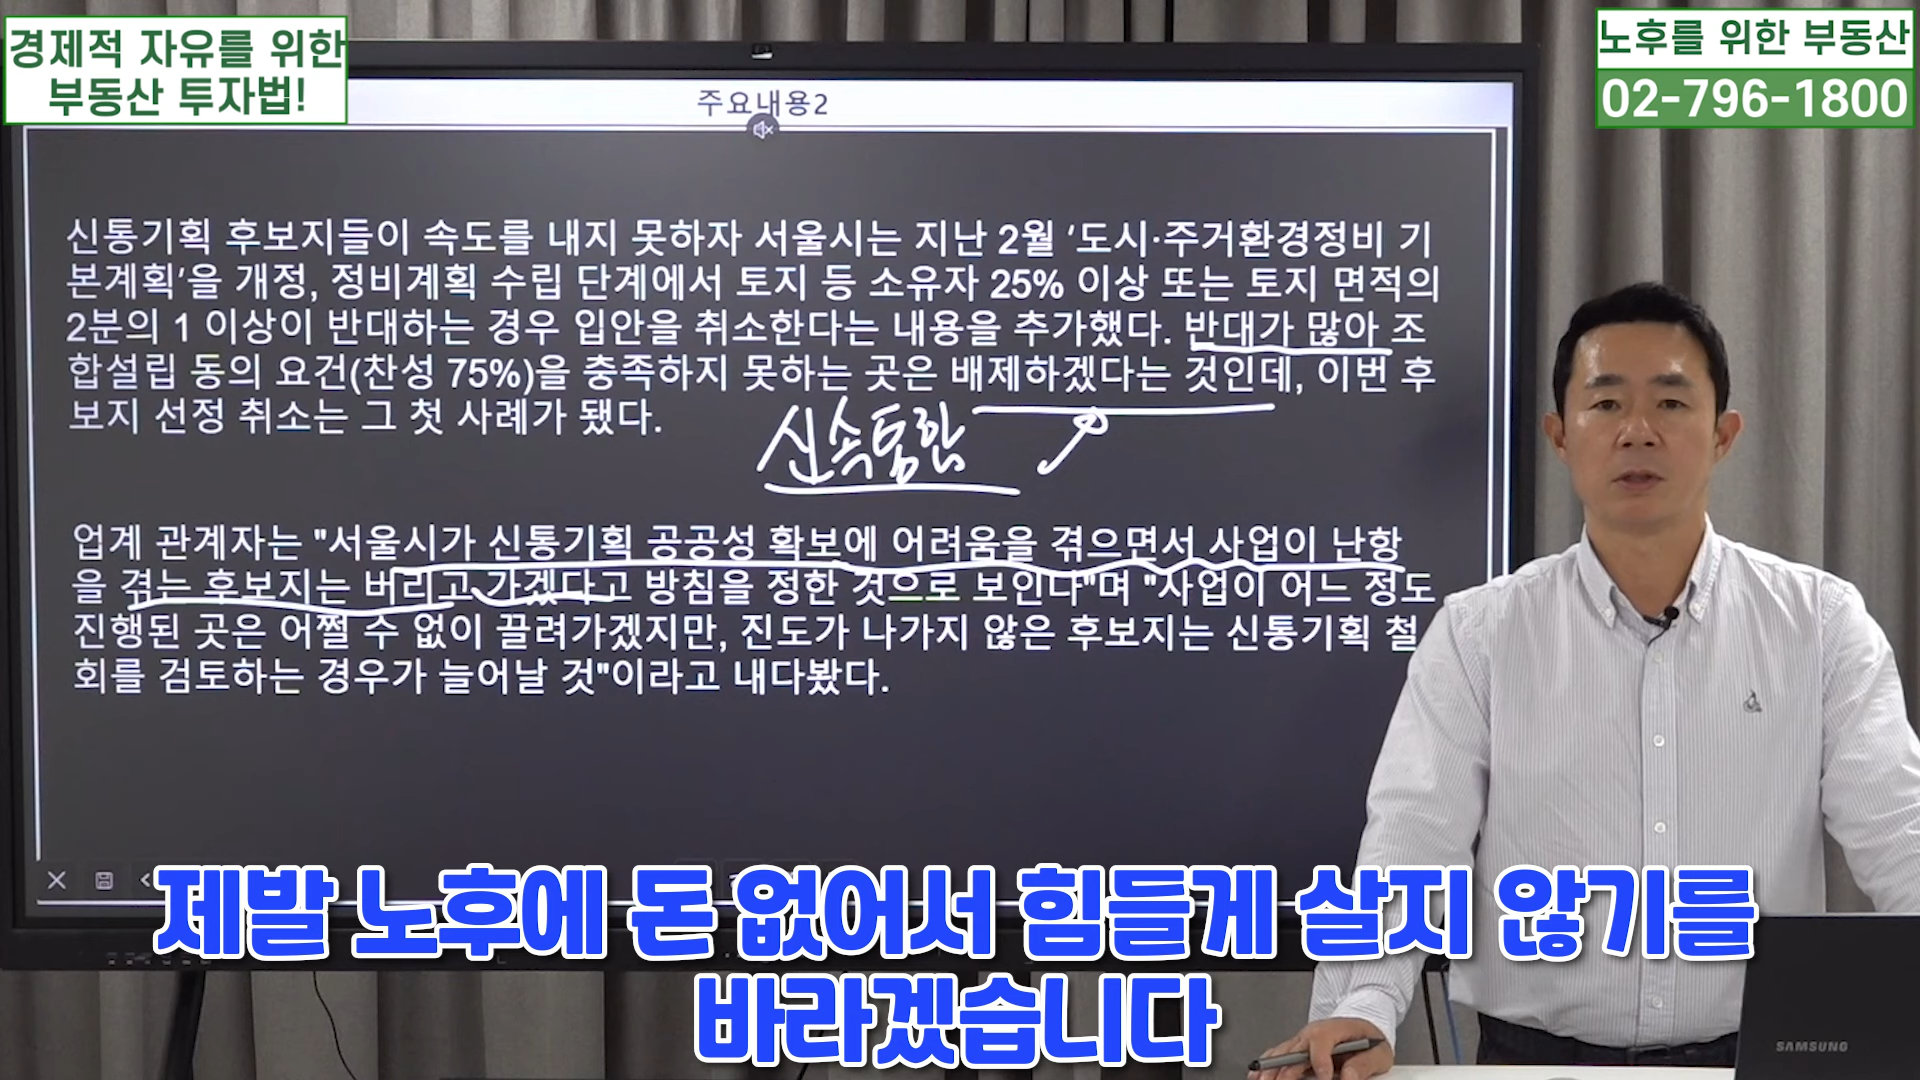 경제적 자유를 위한
부동산 투자법!
노후를 위한 부동산
02-796-1800
주요내용2
신통기획 후보지들이 속도를 내지 못하자 서울시는 지난 2월 '도시·주거환경정비 기
본계획'을 개정, 정비계획 수립 단계에서 토지 등 소유자 25% 이상 또는 토지 면적의
2분의 1 이상이 반대하는 경우 입안을 취소한다는 내용을 추가했다. 반대가 많아 조
합설립 동의 요건(찬성 75%)을 충족하지 못하는 곳은 배제하겠다는 것인데, 이번 후
보지 선정 취소는 그 첫 사례가 됐다.
신속통합
업계 관계자는 "서울시가 신통기획 공공성 확보에 어려움을 겪으면서 사업이 난항
을 겪는 후보지는 버리고 가겠다고 방침을 정한 것으로 보인다"며 "사업이 어느 정도
진행된 곳은 어쩔 수 없이 끌려가겠지만, 진도가 나가지 않은 후보지는 신통기획 철
회를 검토하는 경우가 늘어날 것"이라고 내다봤다.
제발 노후에 돈 없어서 힘들게 살지 않기를
바라겠습니다
SAMSUNG